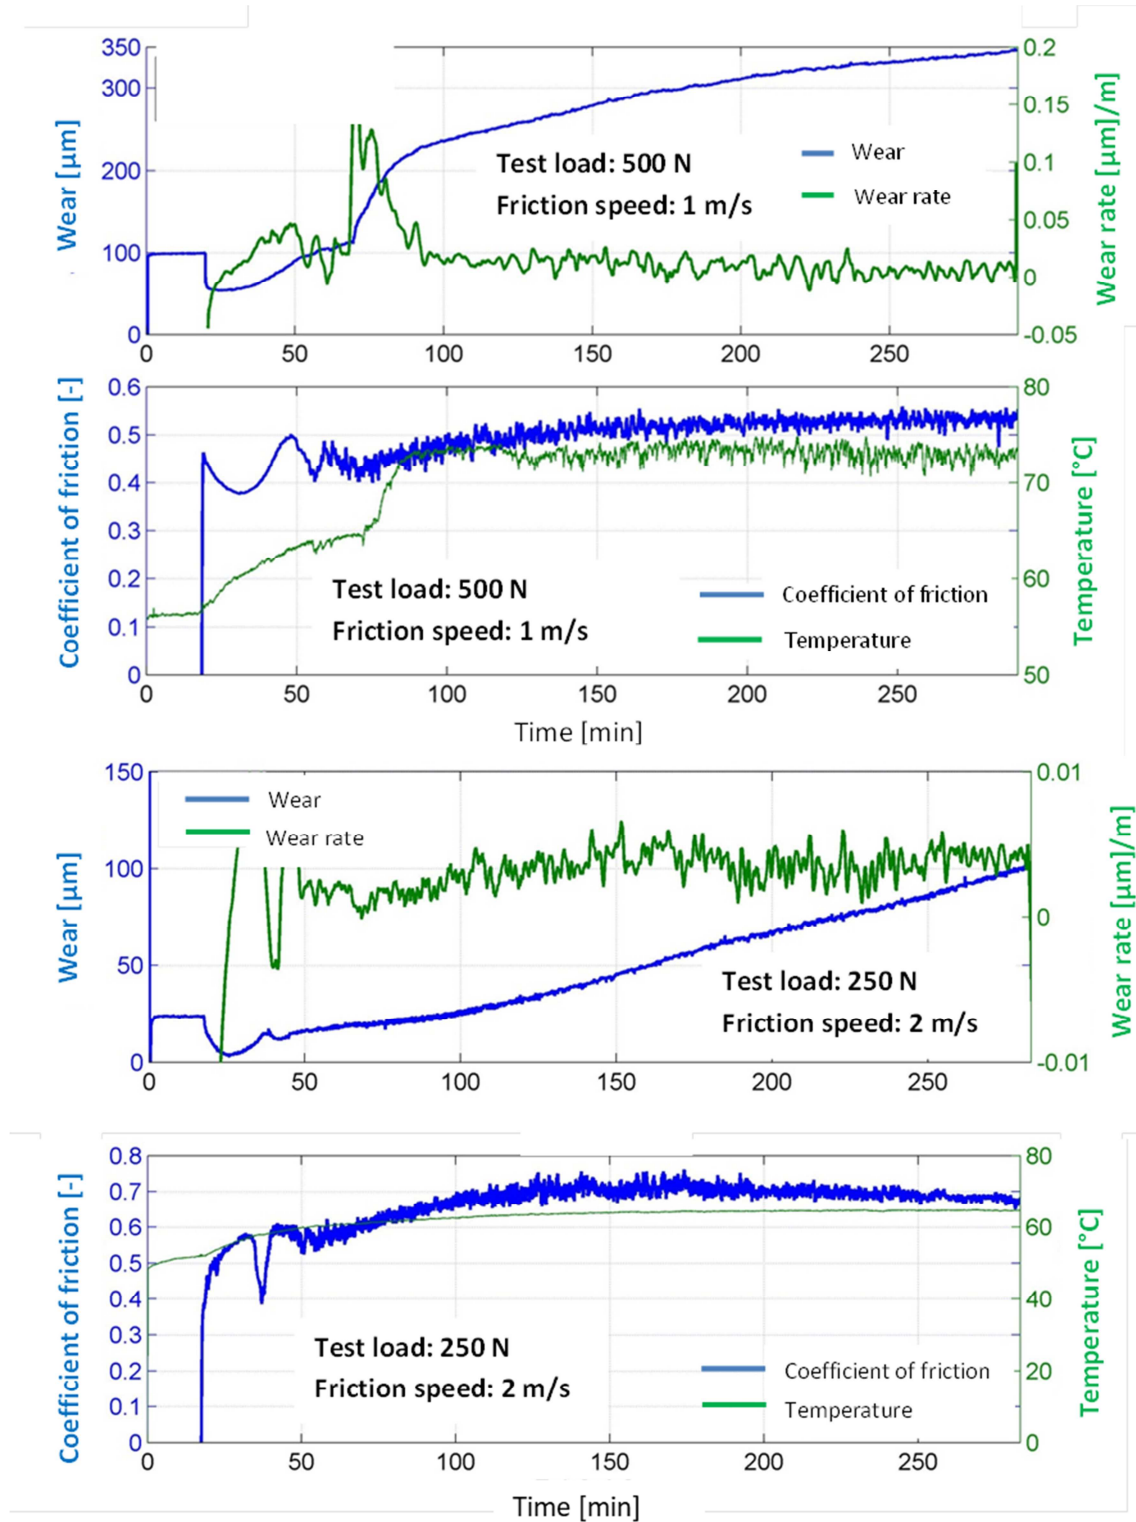 350
300
200
100
0
Wear [µm]
0.2
0.15
0.1
0.05
0
-0.05
Wear rate [µm]/m]
Test load: 500 N
Friction speed: 1 m/s
Wear
Wear rate
0 50 100 150 200 250
0.6
0.5
0.4
0.3
0.2
0.1
0
Coefficient of friction [-]
80
70
60
50
Temperature [°C]
Test load: 500 N
Friction speed: 1 m/s
Coefficient of friction
Temperature
0 50 100 150 200 250
Time [min]
150
100
50
0
Wear [µm]
0.01
0
-0.01
Wear rate [µm]/m]
Wear
Wear rate
Test load: 250 N
Friction speed: 2 m/s
0 50 100 150 200 250
0.8
0.7
0.6
0.5
0.4
0.3
0.2
0.1
0
Coefficient of friction [-]
80
60
40
20
0
Temperature [°C]
Test load: 250 N
Friction speed: 2 m/s
Coefficient of friction
Temperature
0 50 100 150 200 250
Time [min]